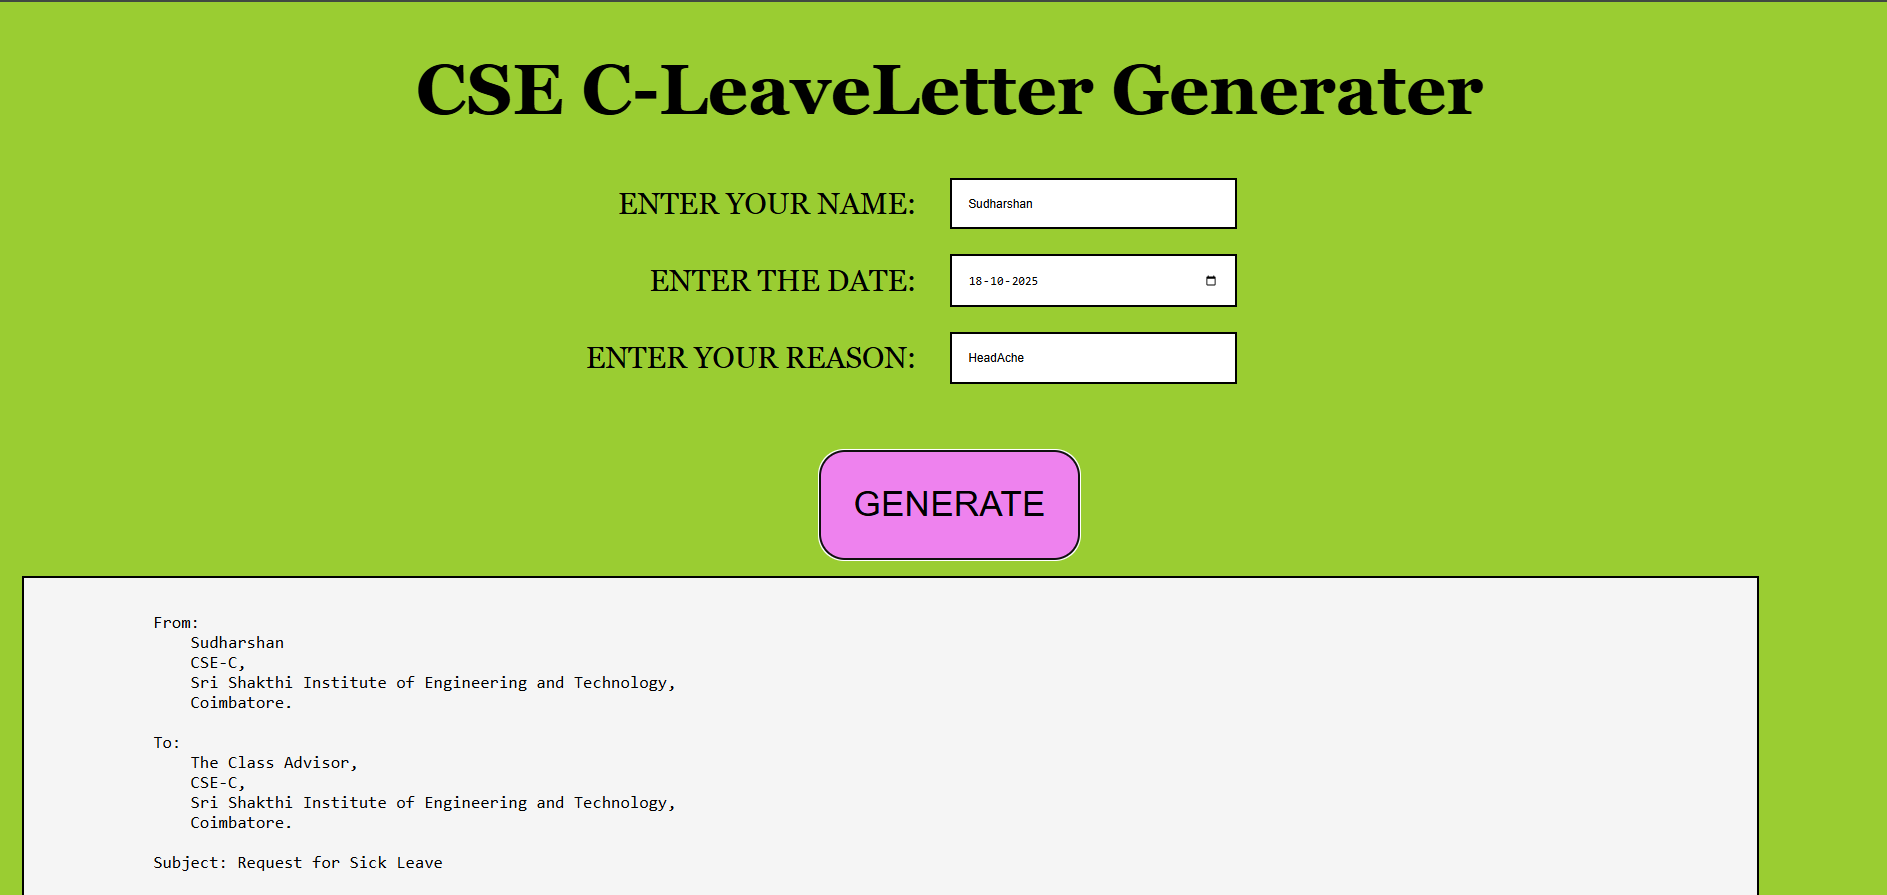 CSE C-LeaveLetter Generater
ENTER YOUR NAME: Sudharshan
ENTER THE DATE: 18-10-2025
ENTER YOUR REASON: HeadAche
GENERATE
From:
Sudharshan
CSE-C,
Sri Shakthi Institute of Engineering and Technology,
Coimbatore.
To:
The Class Advisor,
CSE-C,
Sri Shakthi Institute of Engineering and Technology,
Coimbatore.
Subject: Request for Sick Leave